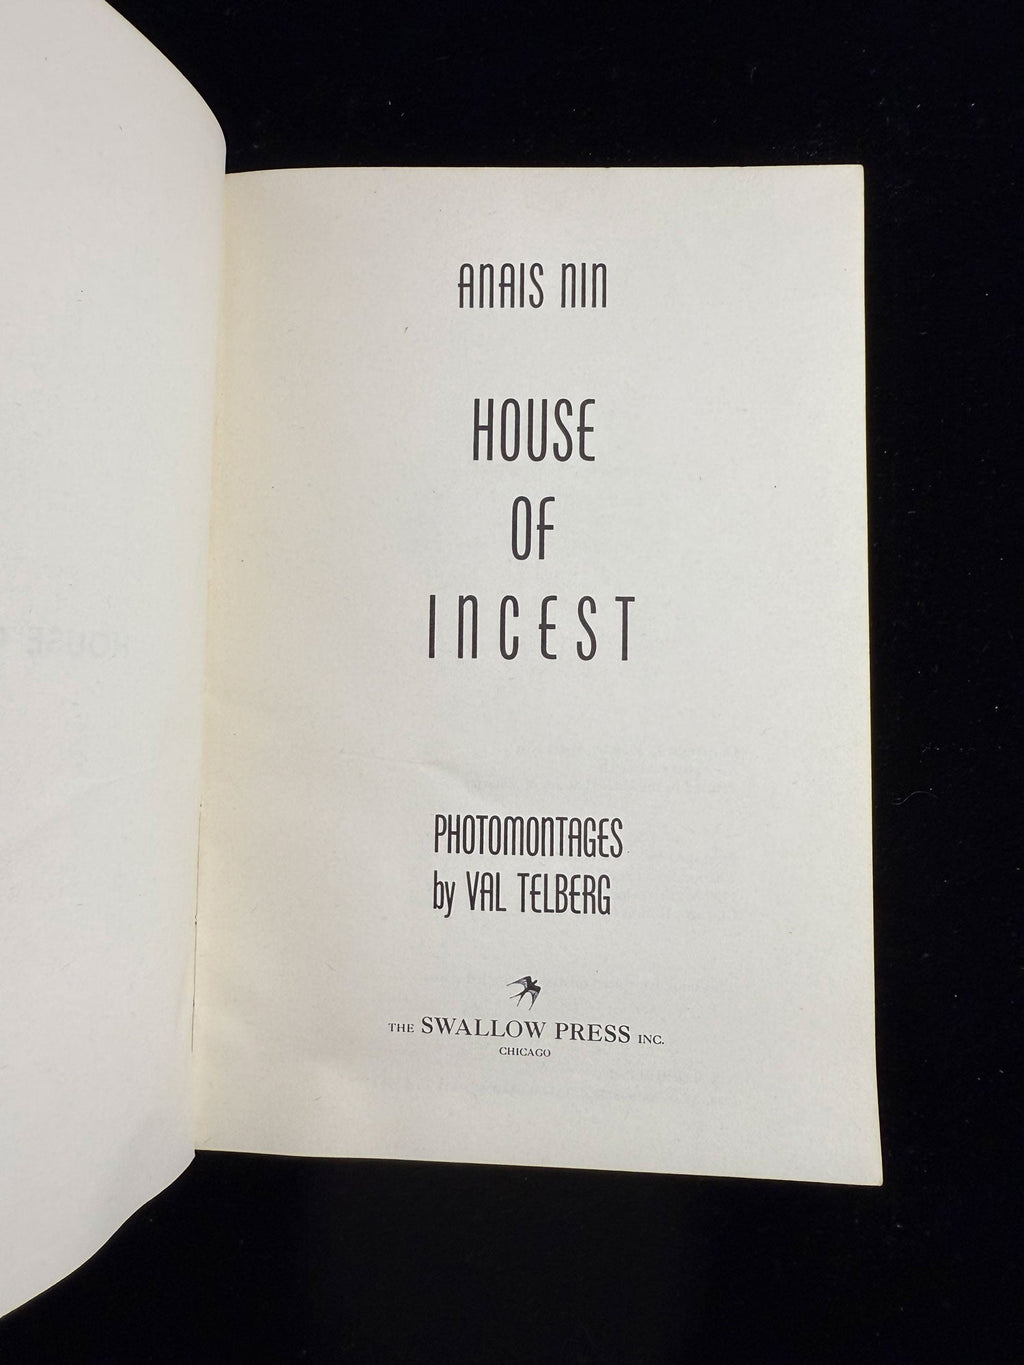 ANAIS NIN
HOUSE
OF
INCEST
PHOTOMONTAGES
by VAL TELBERG
THE SWALLOW PRESS INC.
CHICAGO